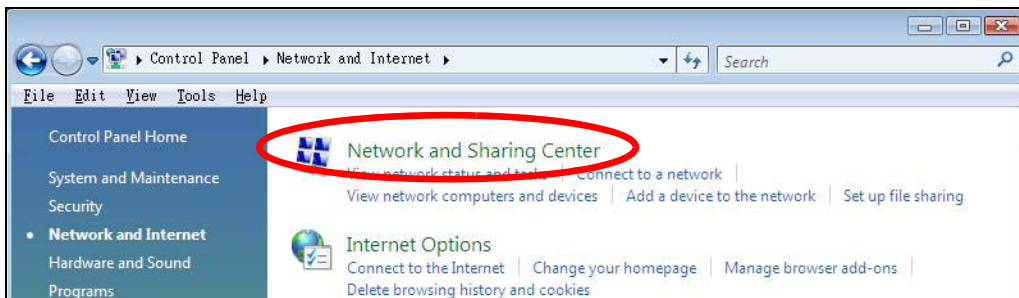 Control Panel ▸ Network and Internet ▸
Search
File Edit View Tools Help
Control Panel Home
System and Maintenance
Security
• Network and Internet
Hardware and Sound
Programs
Network and Sharing Center
View network status and tasks | Connect to a network |
View network computers and devices | Add a device to the network | Set up file sharing
Internet Options
Connect to the Internet | Change your homepage | Manage browser add-ons |
Delete browsing history and cookies